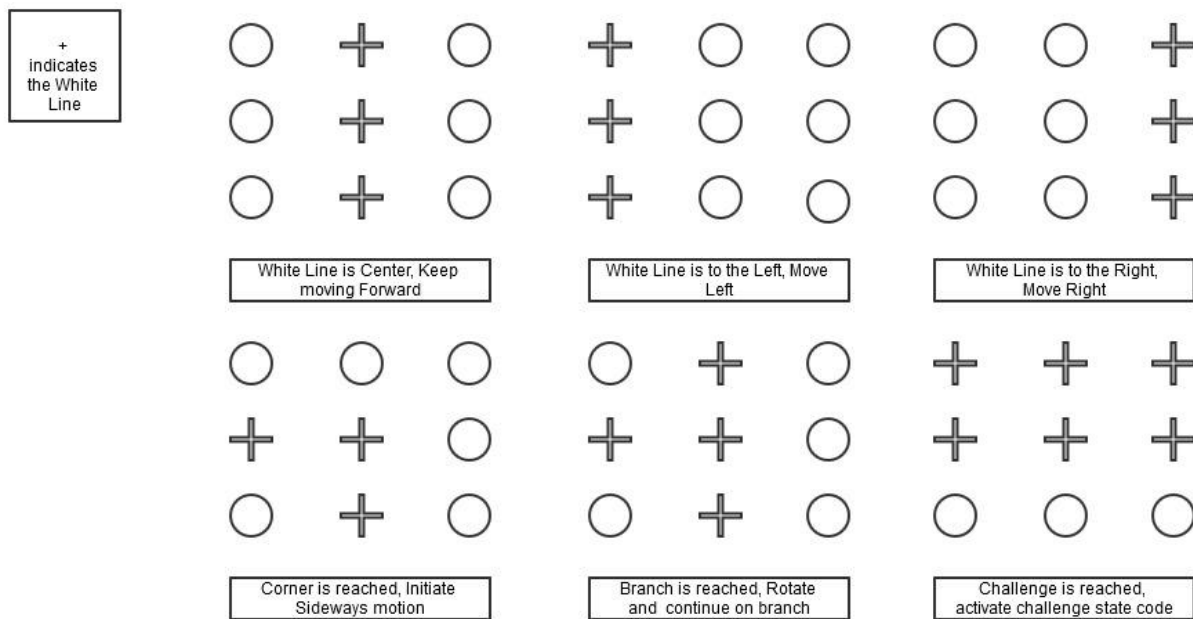 +
indicates
the White
Line
White Line is Center, Keep
moving Forward
White Line is to the Left, Move
Left
White Line is to the Right,
Move Right
Corner is reached, Initiate
Sideways motion
Branch is reached, Rotate
and continue on branch
Challenge is reached,
activate challenge state code